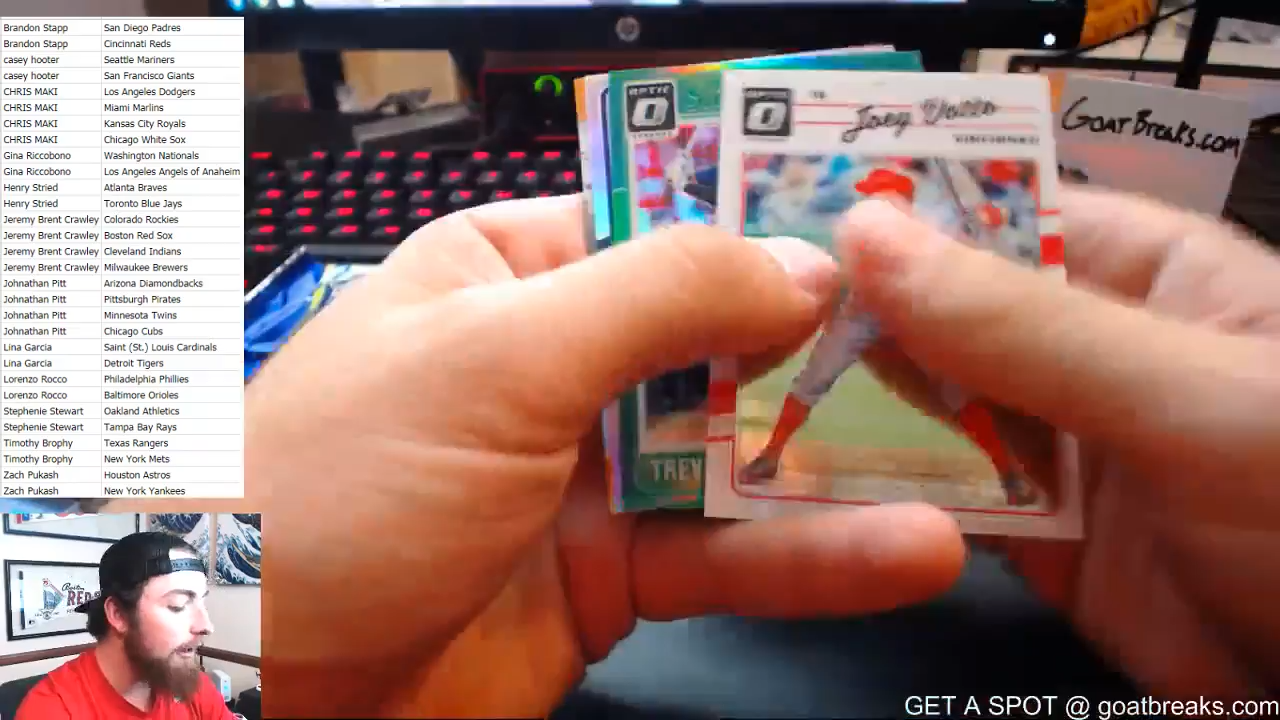 Brandon Stapp San Diego Padres
Brandon Stapp Cincinnati Reds
casey hooter Seattle Mariners
casey hooter San Francisco Giants
CHRIS MAKI Los Angeles Dodgers
CHRIS MAKI Miami Marlins
CHRIS MAKI Kansas City Royals
CHRIS MAKI Chicago White Sox
Gina Riccobono Washington Nationals
Gina Riccobono Los Angeles Angels of Anaheim
Henry Stried Atlanta Braves
Henry Stried Toronto Blue Jays
Jeremy Brent Crawley Colorado Rockies
Jeremy Brent Crawley Boston Red Sox
Jeremy Brent Crawley Cleveland Indians
Jeremy Brent Crawley Milwaukee Brewers
Johnathan Pitt Arizona Diamondbacks
Johnathan Pitt Pittsburgh Pirates
Johnathan Pitt Minnesota Twins
Johnathan Pitt Chicago Cubs
Lina Garcia Saint (St.) Louis Cardinals
Lina Garcia Detroit Tigers
Lorenzo Rocco Philadelphia Phillies
Lorenzo Rocco Baltimore Orioles
Stephenie Stewart Oakland Athletics
Stephenie Stewart Tampa Bay Rays
Timothy Brophy Texas Rangers
Timothy Brophy New York Mets
Zach Pukash Houston Astros
Zach Pukash New York Yankees
OPTIC
OPTIC
Joey Votto
GoatBreaks.com
TREV
Boston
RED
GET A SPOT @ goatbreaks.com